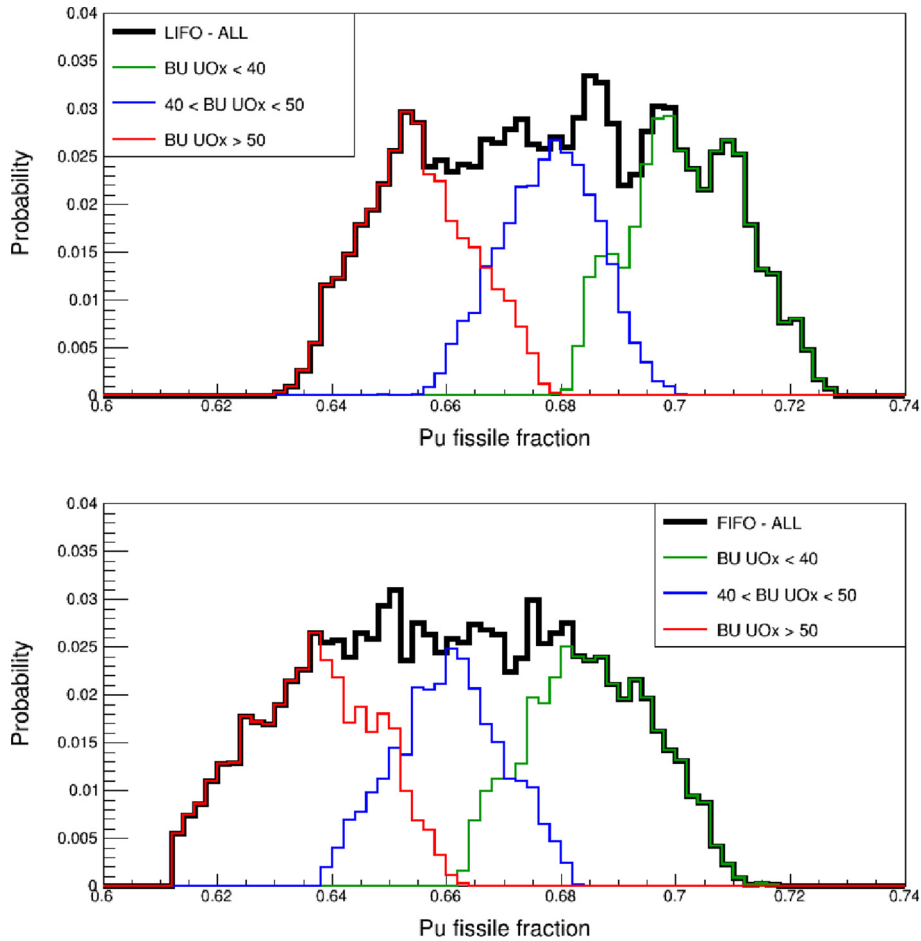 0.04
0.035
0.03
0.025
0.02
0.015
0.01
0.005
0
Probability
LIFO - ALL
BU UOx < 40
40 < BU UOx < 50
BU UOx > 50
0.6 0.62 0.64 0.66 0.68 0.7 0.72 0.74
Pu fissile fraction
0.04
0.035
0.03
0.025
0.02
0.015
0.01
0.005
0
Probability
FIFO - ALL
BU UOx < 40
40 < BU UOx < 50
BU UOx > 50
0.6 0.62 0.64 0.66 0.68 0.7 0.72 0.74
Pu fissile fraction